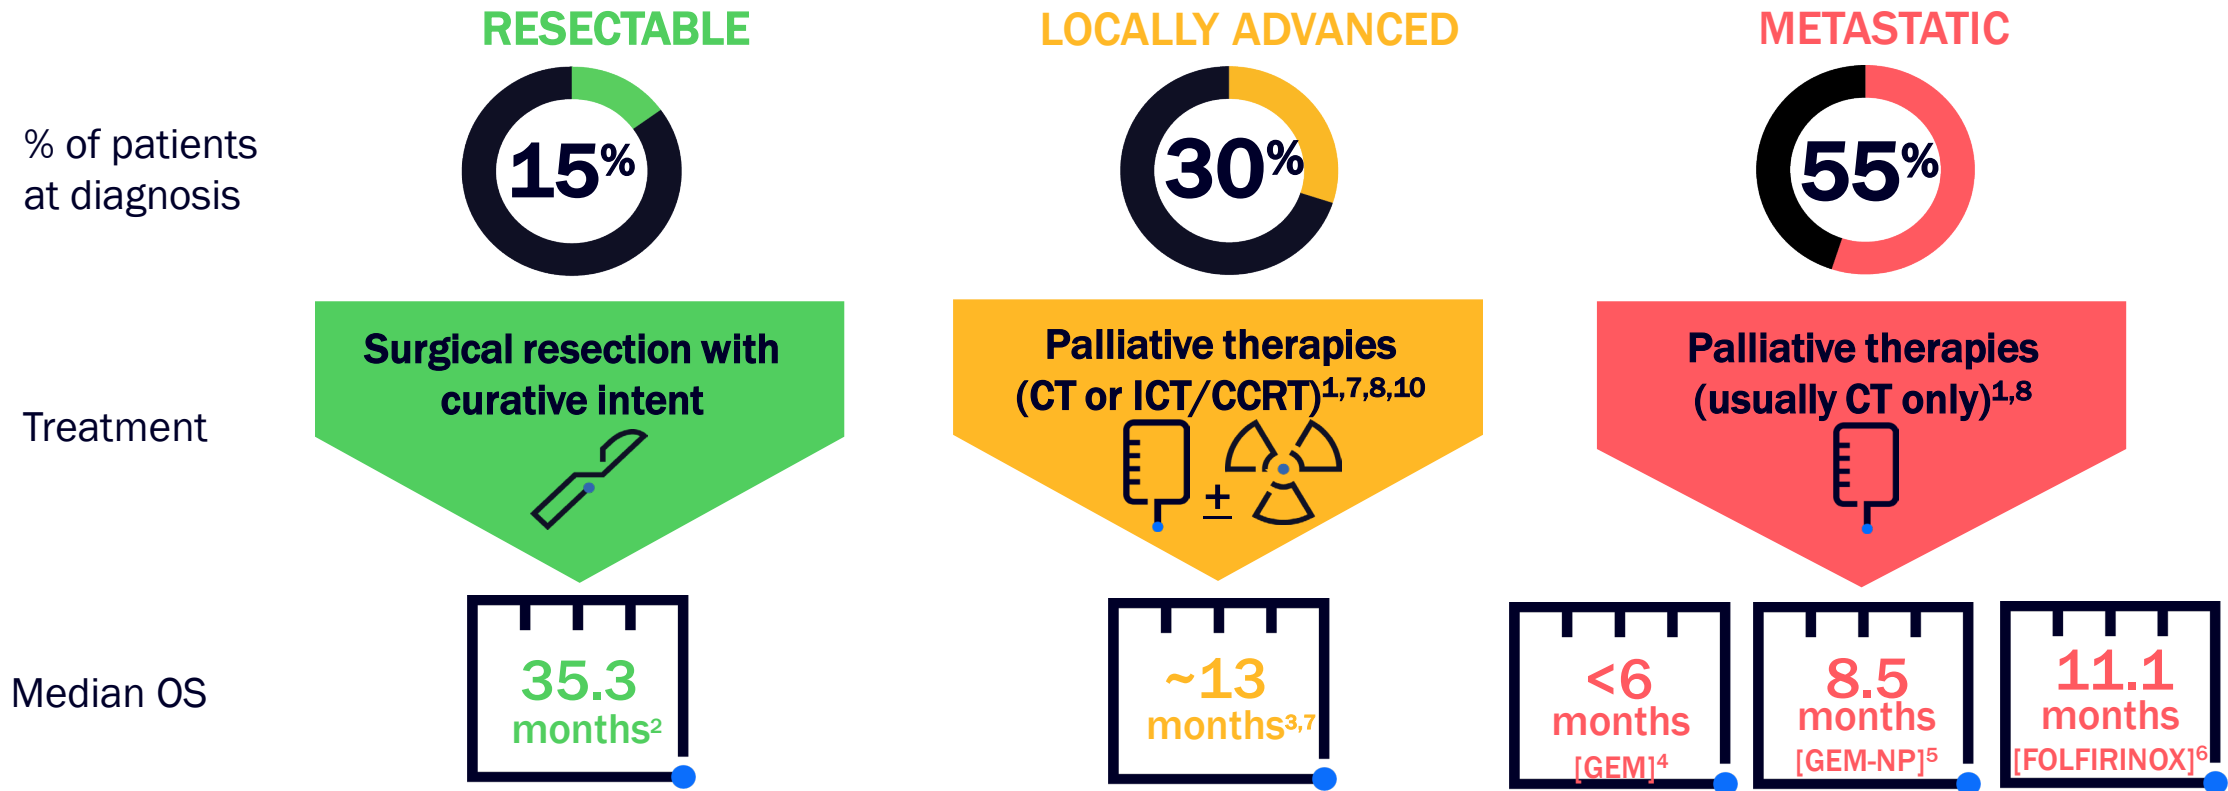 RESECTABLE
LOCALLY ADVANCED
METASTATIC
% of patients
at diagnosis
15%
30%
55%
Treatment
Surgical resection with
curative intent
Palliative therapies
(CT or ICT/CCRT)1,7,8,10
±
Palliative therapies
(usually CT only)1,8
Median OS
35.3
months2
~13
months3,7
<6
months
[GEM]4
8.5
months
[GEM-NP]5
11.1
months
[FOLFIRINOX]6